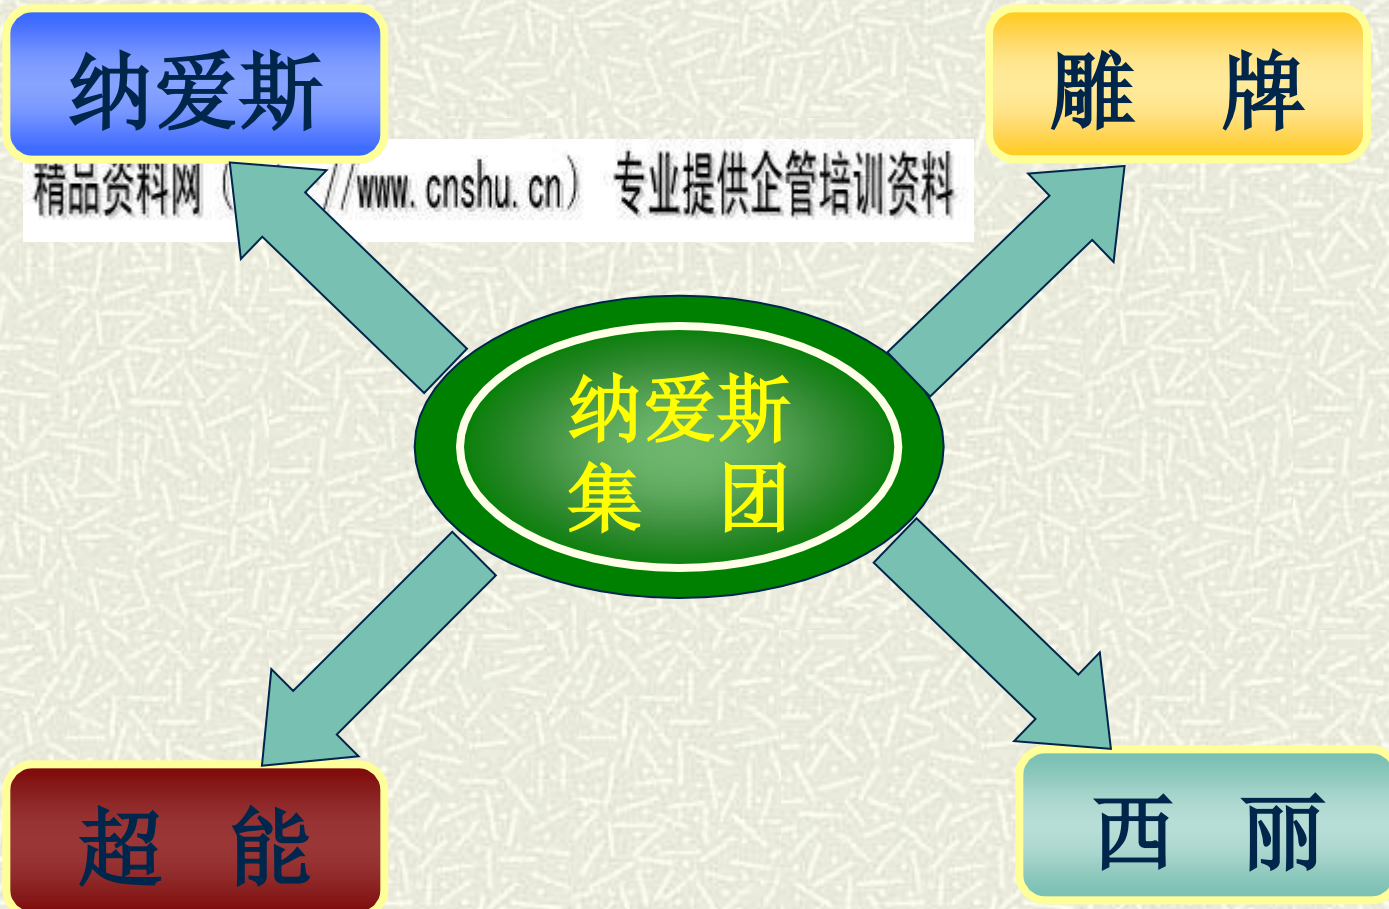 纳爱斯
雕 牌
精品资料网（ //www.cnshu.cn） 专业提供企管培训资料
纳爱斯
集 团
超 能
西 丽